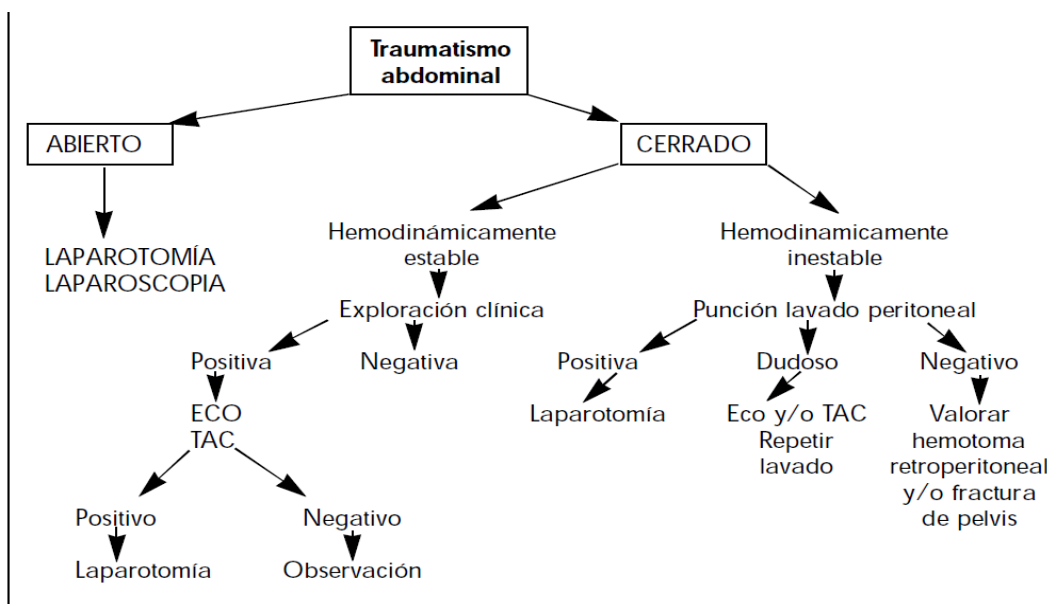 Traumatismo
abdominal
ABIERTO
CERRADO
LAPAROTOMÍA
LAPAROSCOPIA
Hemodinámicamente
estable
Hemodinamicamente
inestable
Exploración clínica
Punción lavado peritoneal
Positiva
Negativa
Positiva
Dudoso
Negativo
ECO
TAC
Laparotomía
Eco y/o TAC
Repetir
lavado
Valorar
hemotoma
retroperitoneal
y/o fractura
de pelvis
Positivo
Negativo
Laparotomía
Observación